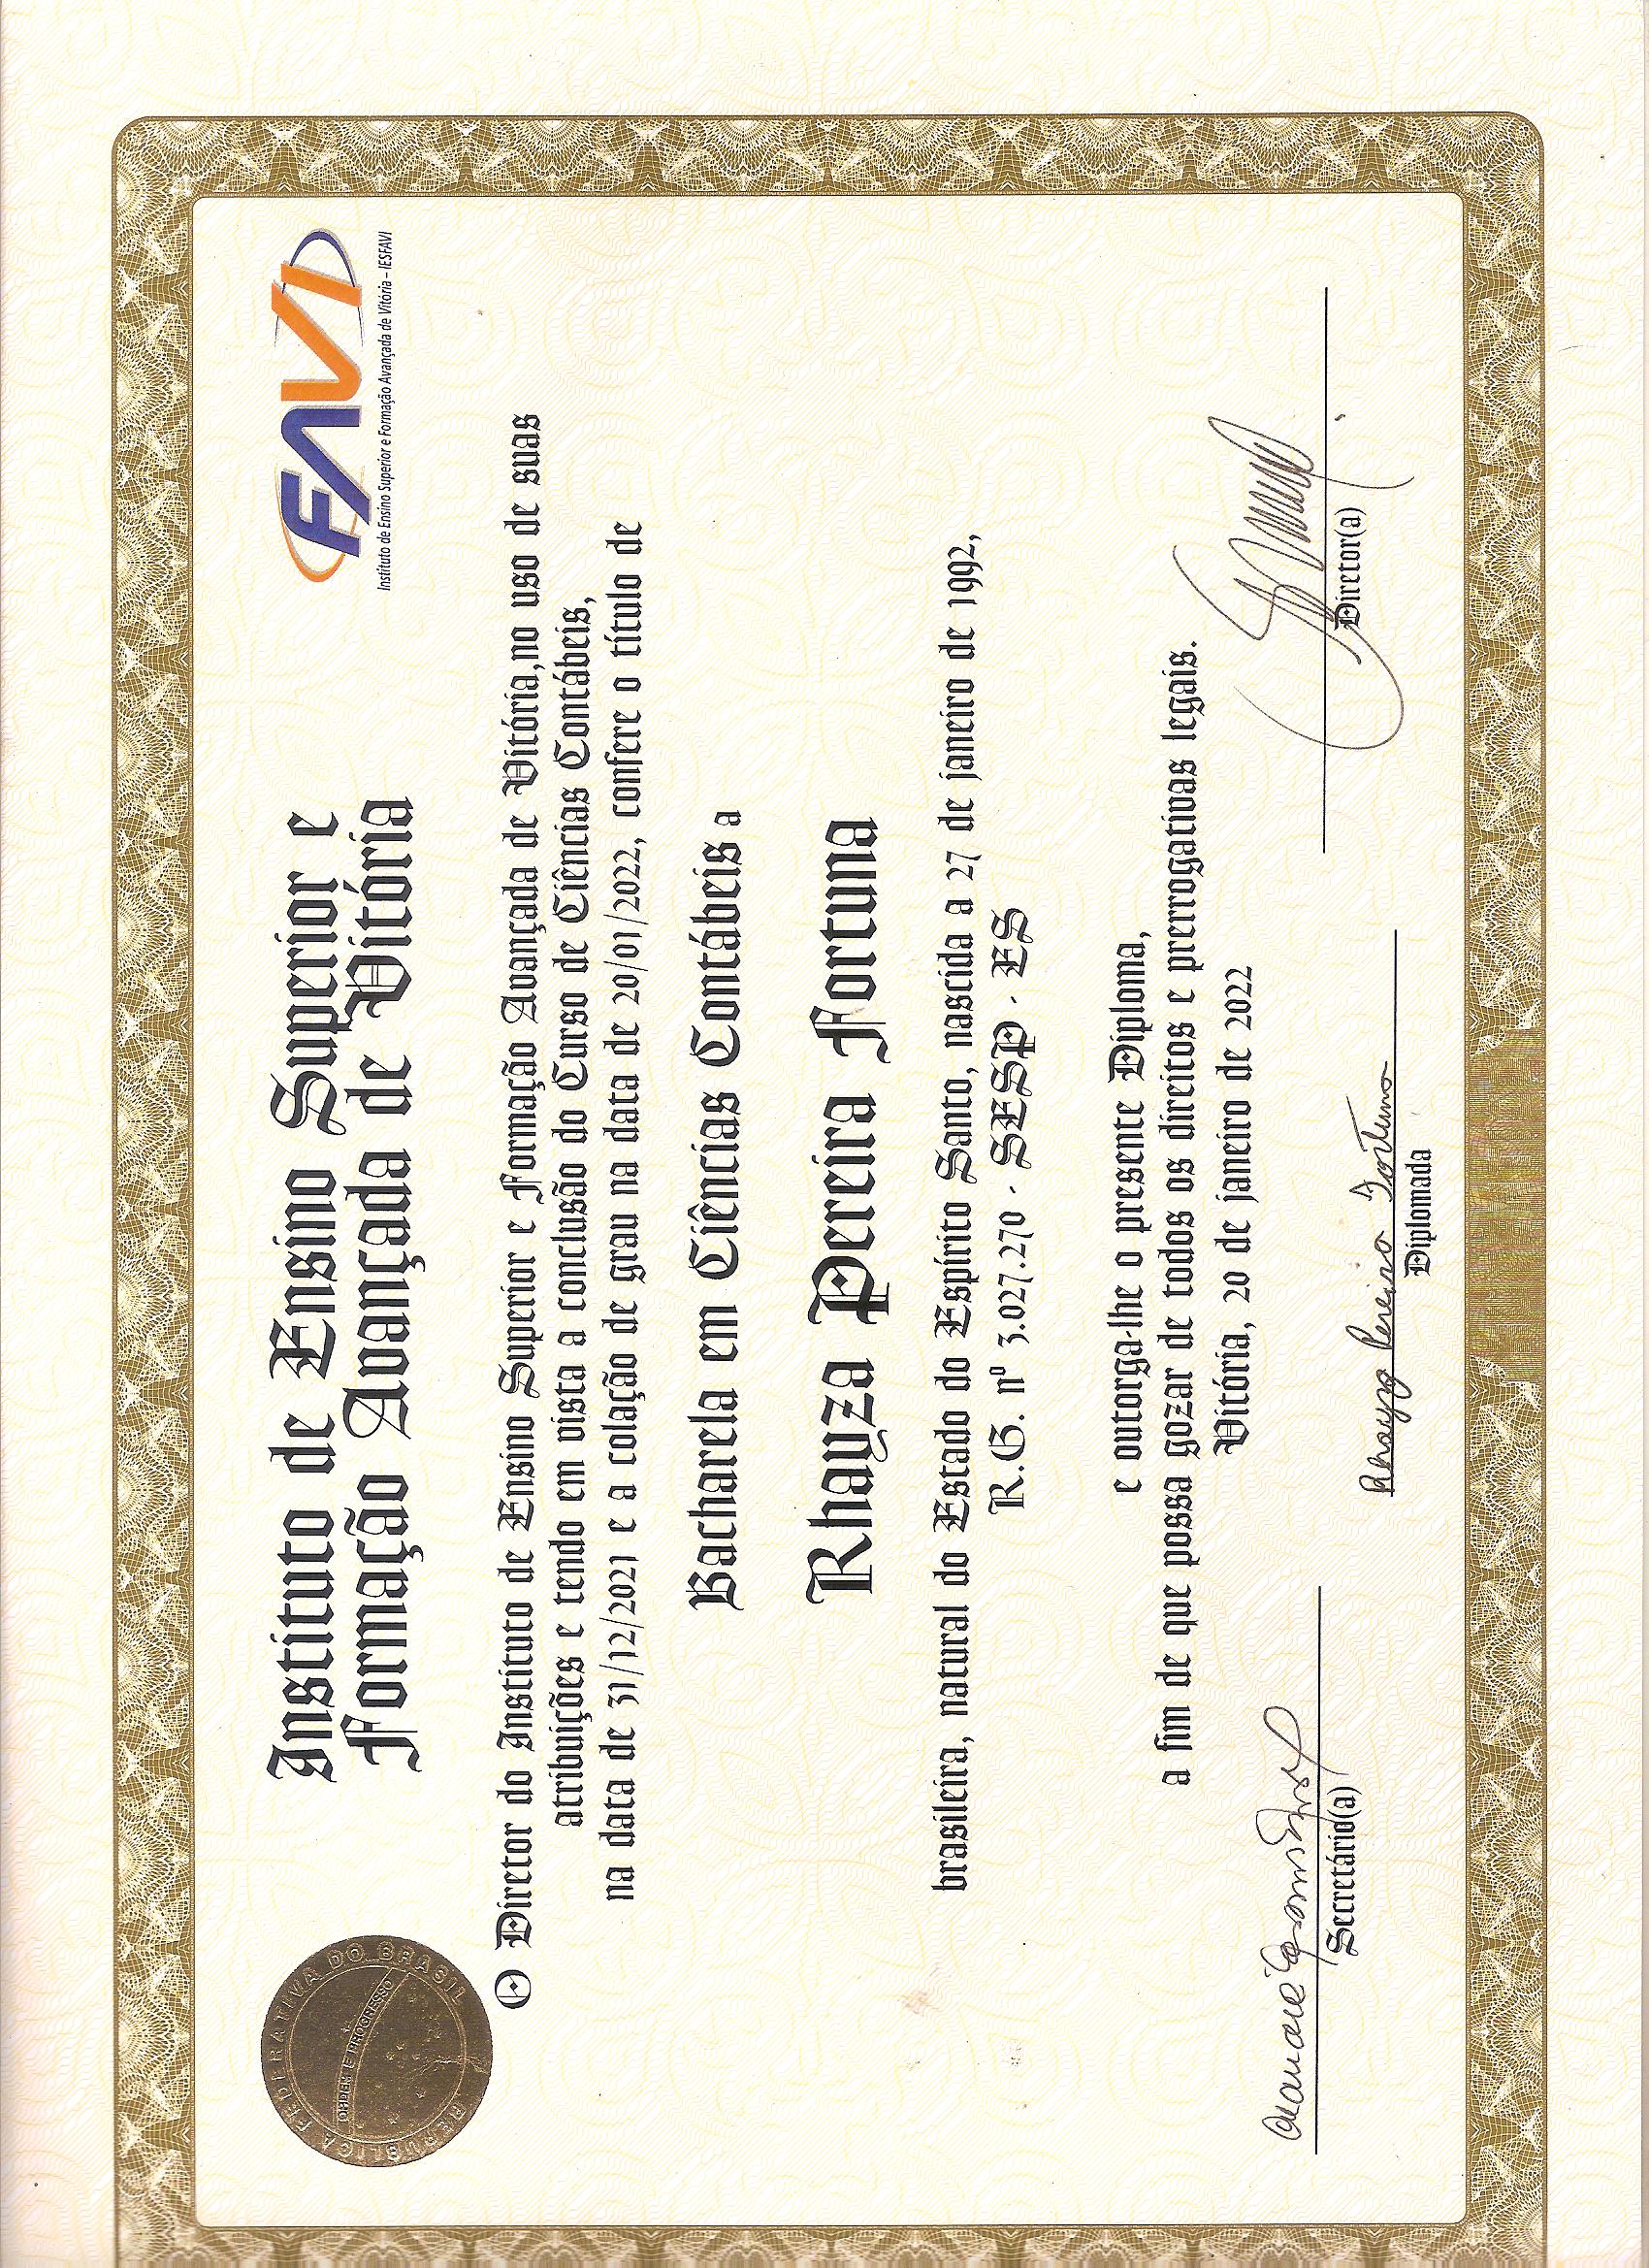 REPÚBLICA FEDERATIVA DO BRASIL
ORDEM E PROGRESSO
Instituto de Ensino Superior e
Formação Avançada de Vitória
FAVI
Instituto de Ensino Superior e Formação Avançada de Vitória – IESFAVI
O Diretor do Instituto de Ensino Superior e Formação Avançada de Vitória,no uso de suas
atribuições e tendo em vista a conclusão do Curso de Ciências Contábeis,
na data de 31/12/2021 e a colação de grau na data de 20/01/2022, confere o título de
Bacharela em Ciências Contábeis a
Rhayza Pereira Fortuna
brasileira, natural do Estado do Espírito Santo, nascida a 27 de janeiro de 1992,
R.G. nº 3.027.270 - SESP - ES
e outorga-lhe o presente Diploma,
a fim de que possa gozar de todos os direitos e prerrogativas legais.
Vitória, 20 de janeiro de 2022
Secretário(a)
Diretor(a)
Rhayza Pereira Fortuna
Diplomada